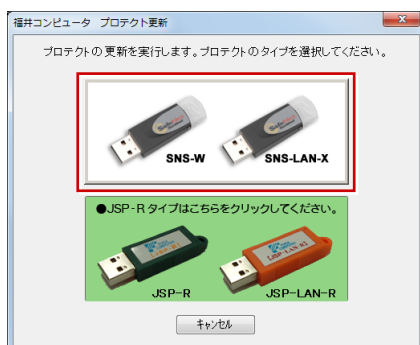 福井コンピュータ プロテクト更新
プロテクトの更新を実行します。プロテクトのタイプを選択してください。
SNS-W
SNS-LAN-X
●JSP-Rタイプはこちらをクリックしてください。
JSP-R
JSP-LAN-R
キャンセル